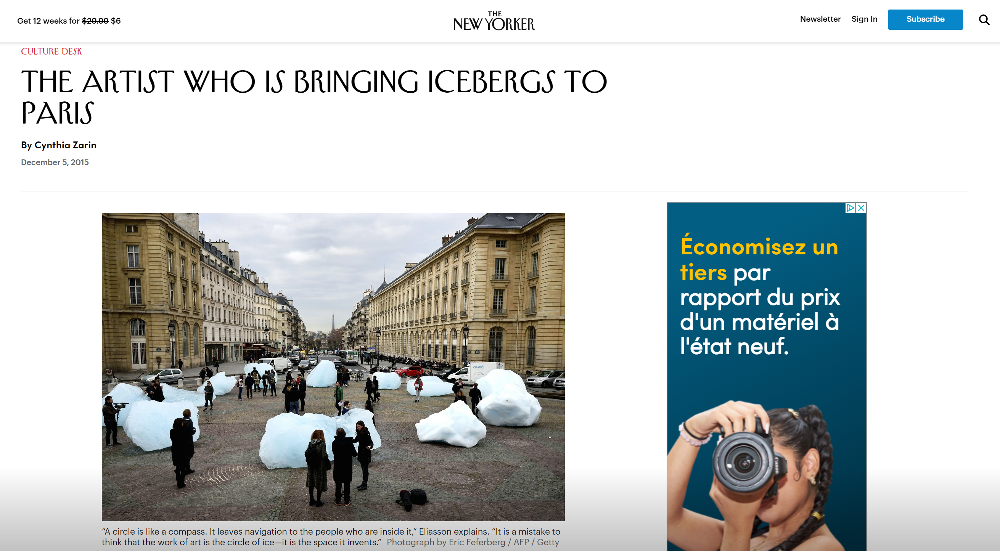 Get 12 weeks for $29.99 $6
THE
NEW YORKER
Newsletter Sign In Subscribe
CULTURE DESK
THE ARTIST WHO IS BRINGING ICEBERGS TO
PARIS
By Cynthia Zarin
December 5, 2015
“A circle is like a compass. It leaves navigation to the people who are inside it,“ Eliasson explains. “It is a mistake to
think that the work of art is the circle of ice—it is the space it invents.” Photograph by Eric Feferberg / AFP / Getty
Économisez un
tiers par
rapport du prix
d'un matériel à
l'état neuf.
Canon